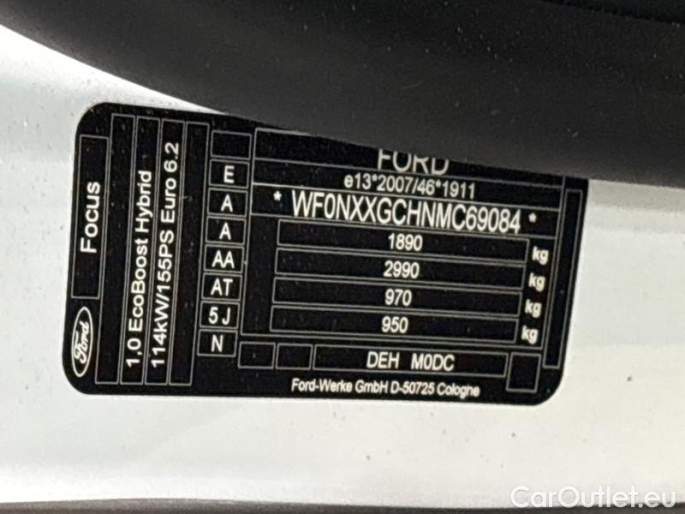 Ford
Focus
1,0 EcoBoost Hybrid
114kW/155PS Euro 6.2
E
A
A
AA
AT
5J
N
FORD
e13*2007/46*1911
* WF0NXXGCHNMC69084 *
1890 kg
2990 kg
970 kg
950 kg
DEH M0DC
Ford-Werke GmbH D-50725 Cologne
CarOutlet.eu